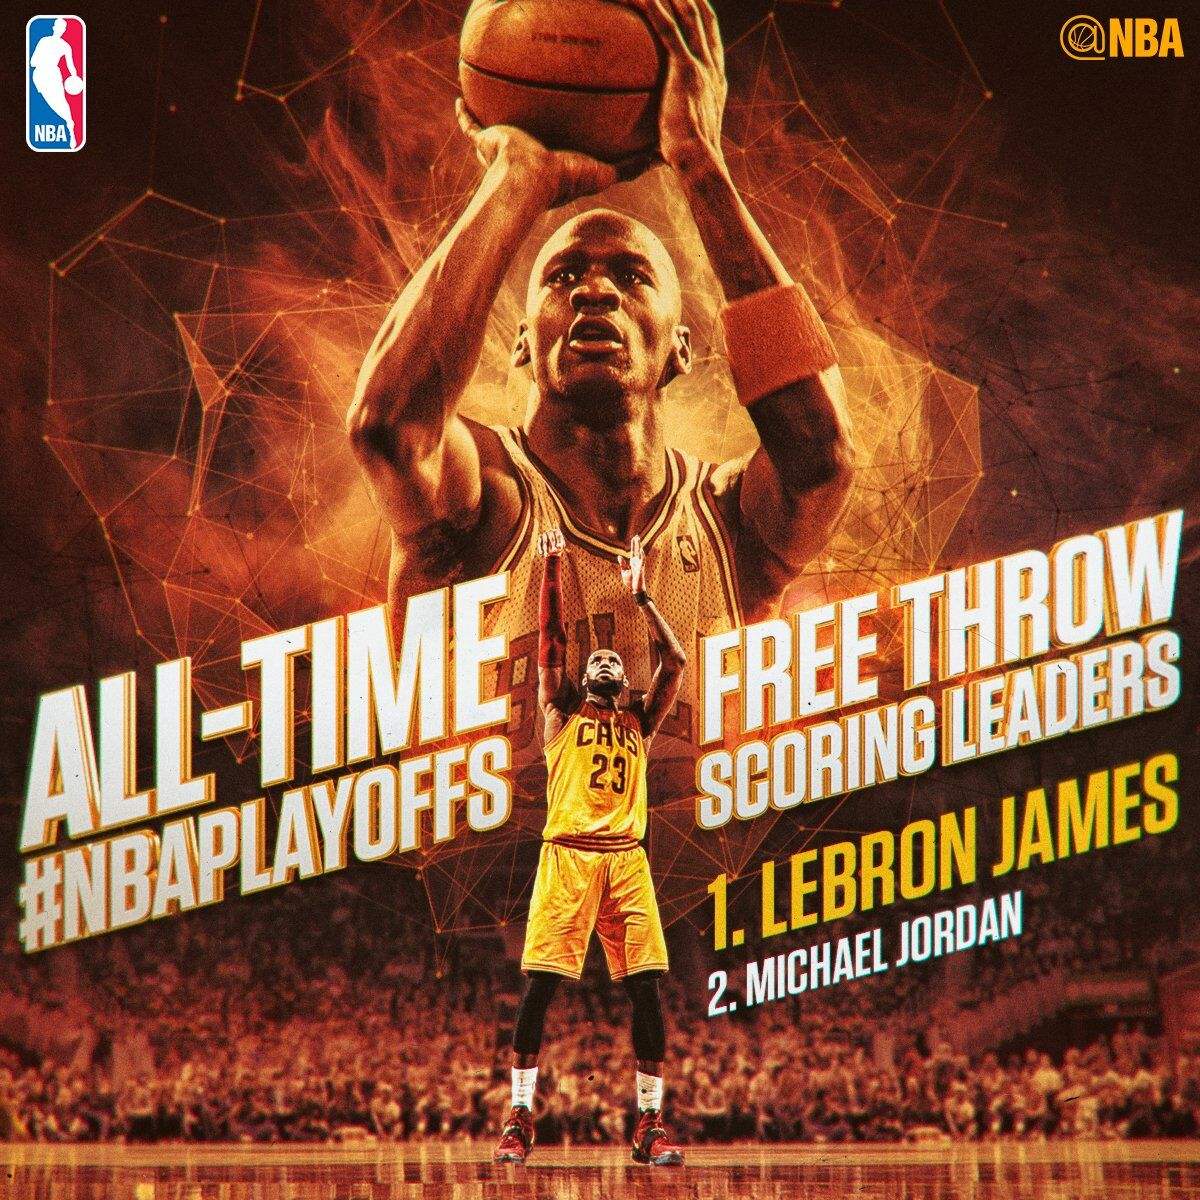 NBA
@NBA
ALL-TIME
#NBAPLAYOFFS
FREE THROW
SCORING LEADERS
1. LEBRON JAMES
2. MICHAEL JORDAN
CAVS
23